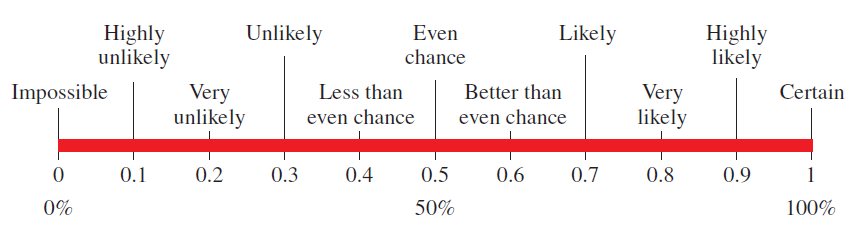 Highly Unlikely Even Likely Highly
unlikely chance likely
Impossible Very Less than Better than Very Certain
unlikely even chance even chance likely
0 0.1 0.2 0.3 0.4 0.5 0.6 0.7 0.8 0.9 1
0% 50% 100%